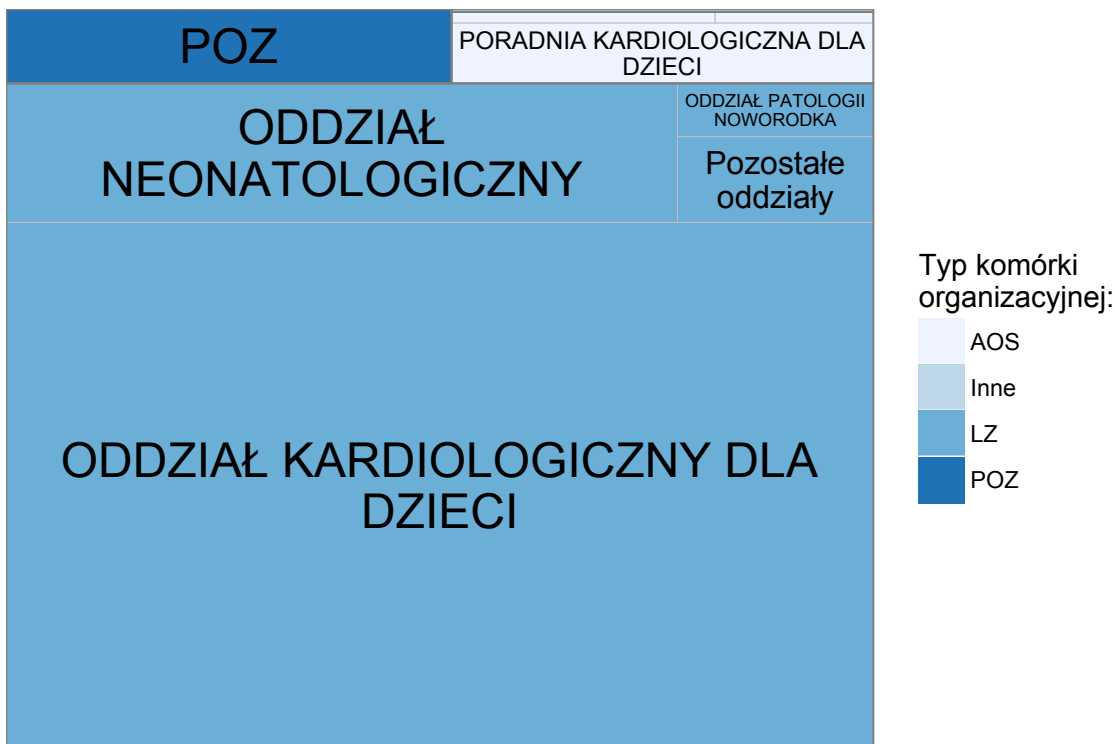 POZ
PORADNIA KARDIOLOGICZNA DLA
DZIECI
ODDZIAŁ
NEONATOLOGICZNY
ODDZIAŁ PATOLOGII
NOWORODKA
Pozostałe
oddziały
ODDZIAŁ KARDIOLOGICZNY DLA
DZIECI
Typ komórki
organizacyjnej:
AOS
Inne
LZ
POZ